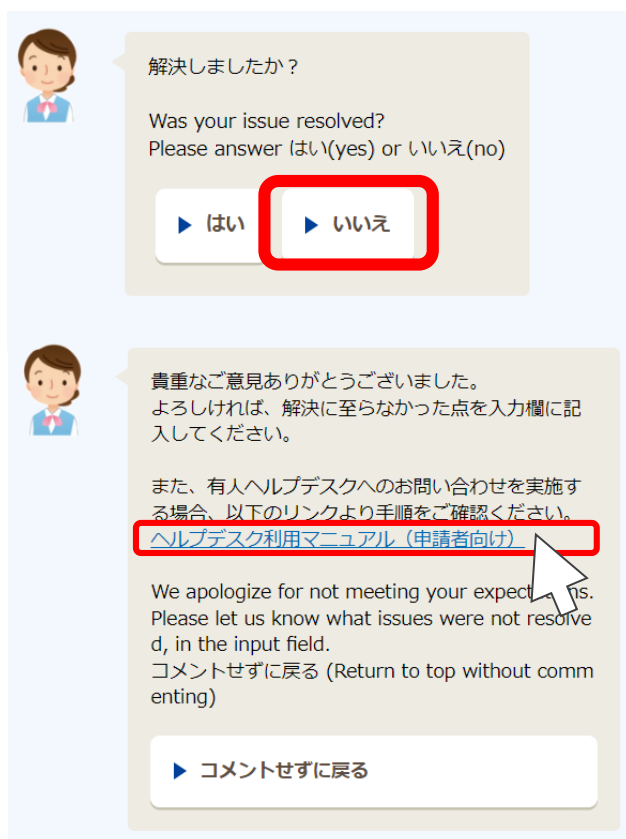 解決しましたか？
Was your issue resolved?
Please answer はい(yes) or いいえ(no)
はい
いいえ
貴重なご意見ありがとうございました。
よろしければ、解決に至らなかった点を入力欄に記
入してください。
また、有人ヘルプデスクへのお問い合わせを実施す
る場合、以下のリンクより手順をご確認ください。
ヘルプデスク利用マニュアル（申請者向け）
We apologize for not meeting your expectations.
Please let us know what issues were not resolve
d, in the input field.
コメントせずに戻る (Return to top without comm
enting)
コメントせずに戻る